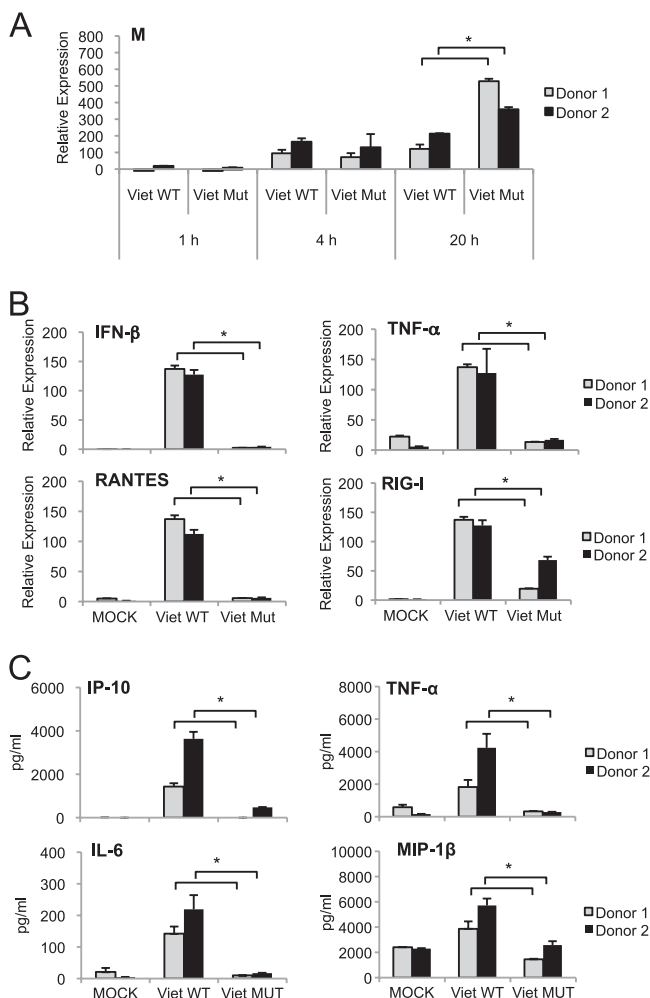 A
M
Relative Expression
800
700
600
500
400
300
200
100
0
*
Donor 1
Donor 2
Viet WT Viet Mut Viet WT Viet Mut Viet WT Viet Mut
1 h 4 h 20 h
B
IFN-β
Relative Expression
200
150
100
50
0
*
TNF-α
Relative Expression
200
150
100
50
0
*
Donor 1
Donor 2
RANTES
Relative Expression
200
150
100
50
0
*
MOCK Viet WT Viet Mut
RIG-I
Relative Expression
200
150
100
50
0
*
Donor 1
Donor 2
MOCK Viet WT Viet Mut
C
IP-10
pg/ml
6000
4000
2000
0
*
TNF-α
pg/ml
8000
6000
4000
2000
0
*
Donor 1
Donor 2
IL-6
pg/ml
400
300
200
100
0
*
MOCK Viet WT Viet MUT
MIP-1β
pg/ml
10000
8000
6000
4000
2000
0
*
Donor 1
Donor 2
MOCK Viet WT Viet MUT